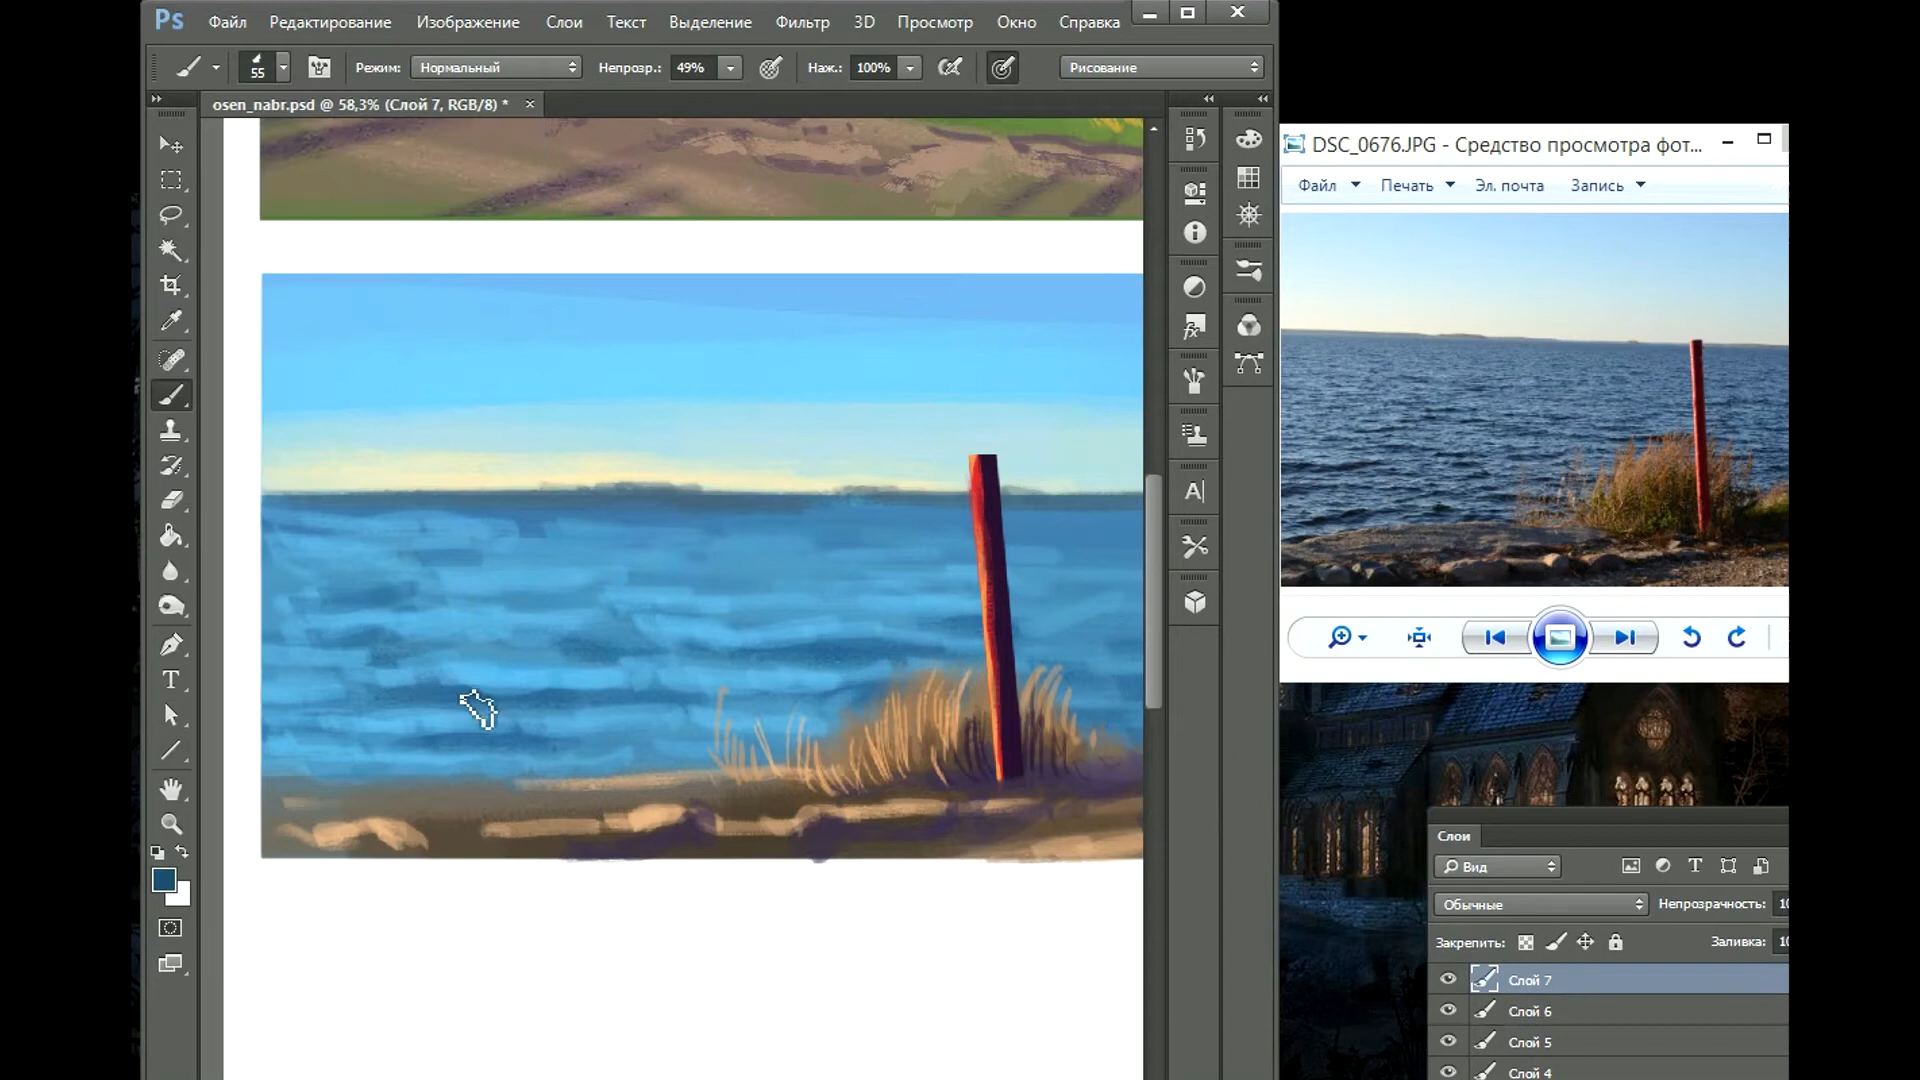 Ps Файл Редактирование Изображение Слои Текст Выделение Фильтр 3D Просмотр Окно Справка
55 Режим: Нормальный Непрозр.: 49% Наж.: 100% Рисование
osen_nabr.psd @ 58,3% (Слой 7, RGB/8) *
DSC_0676.JPG - Средство просмотра фот...
Файл Печать Эл. почта Запись
Слои
Вид
Обычные Непрозрачность: 10
Закрепить: Заливка: 10
Слой 7
Слой 6
Слой 5
Слой 4